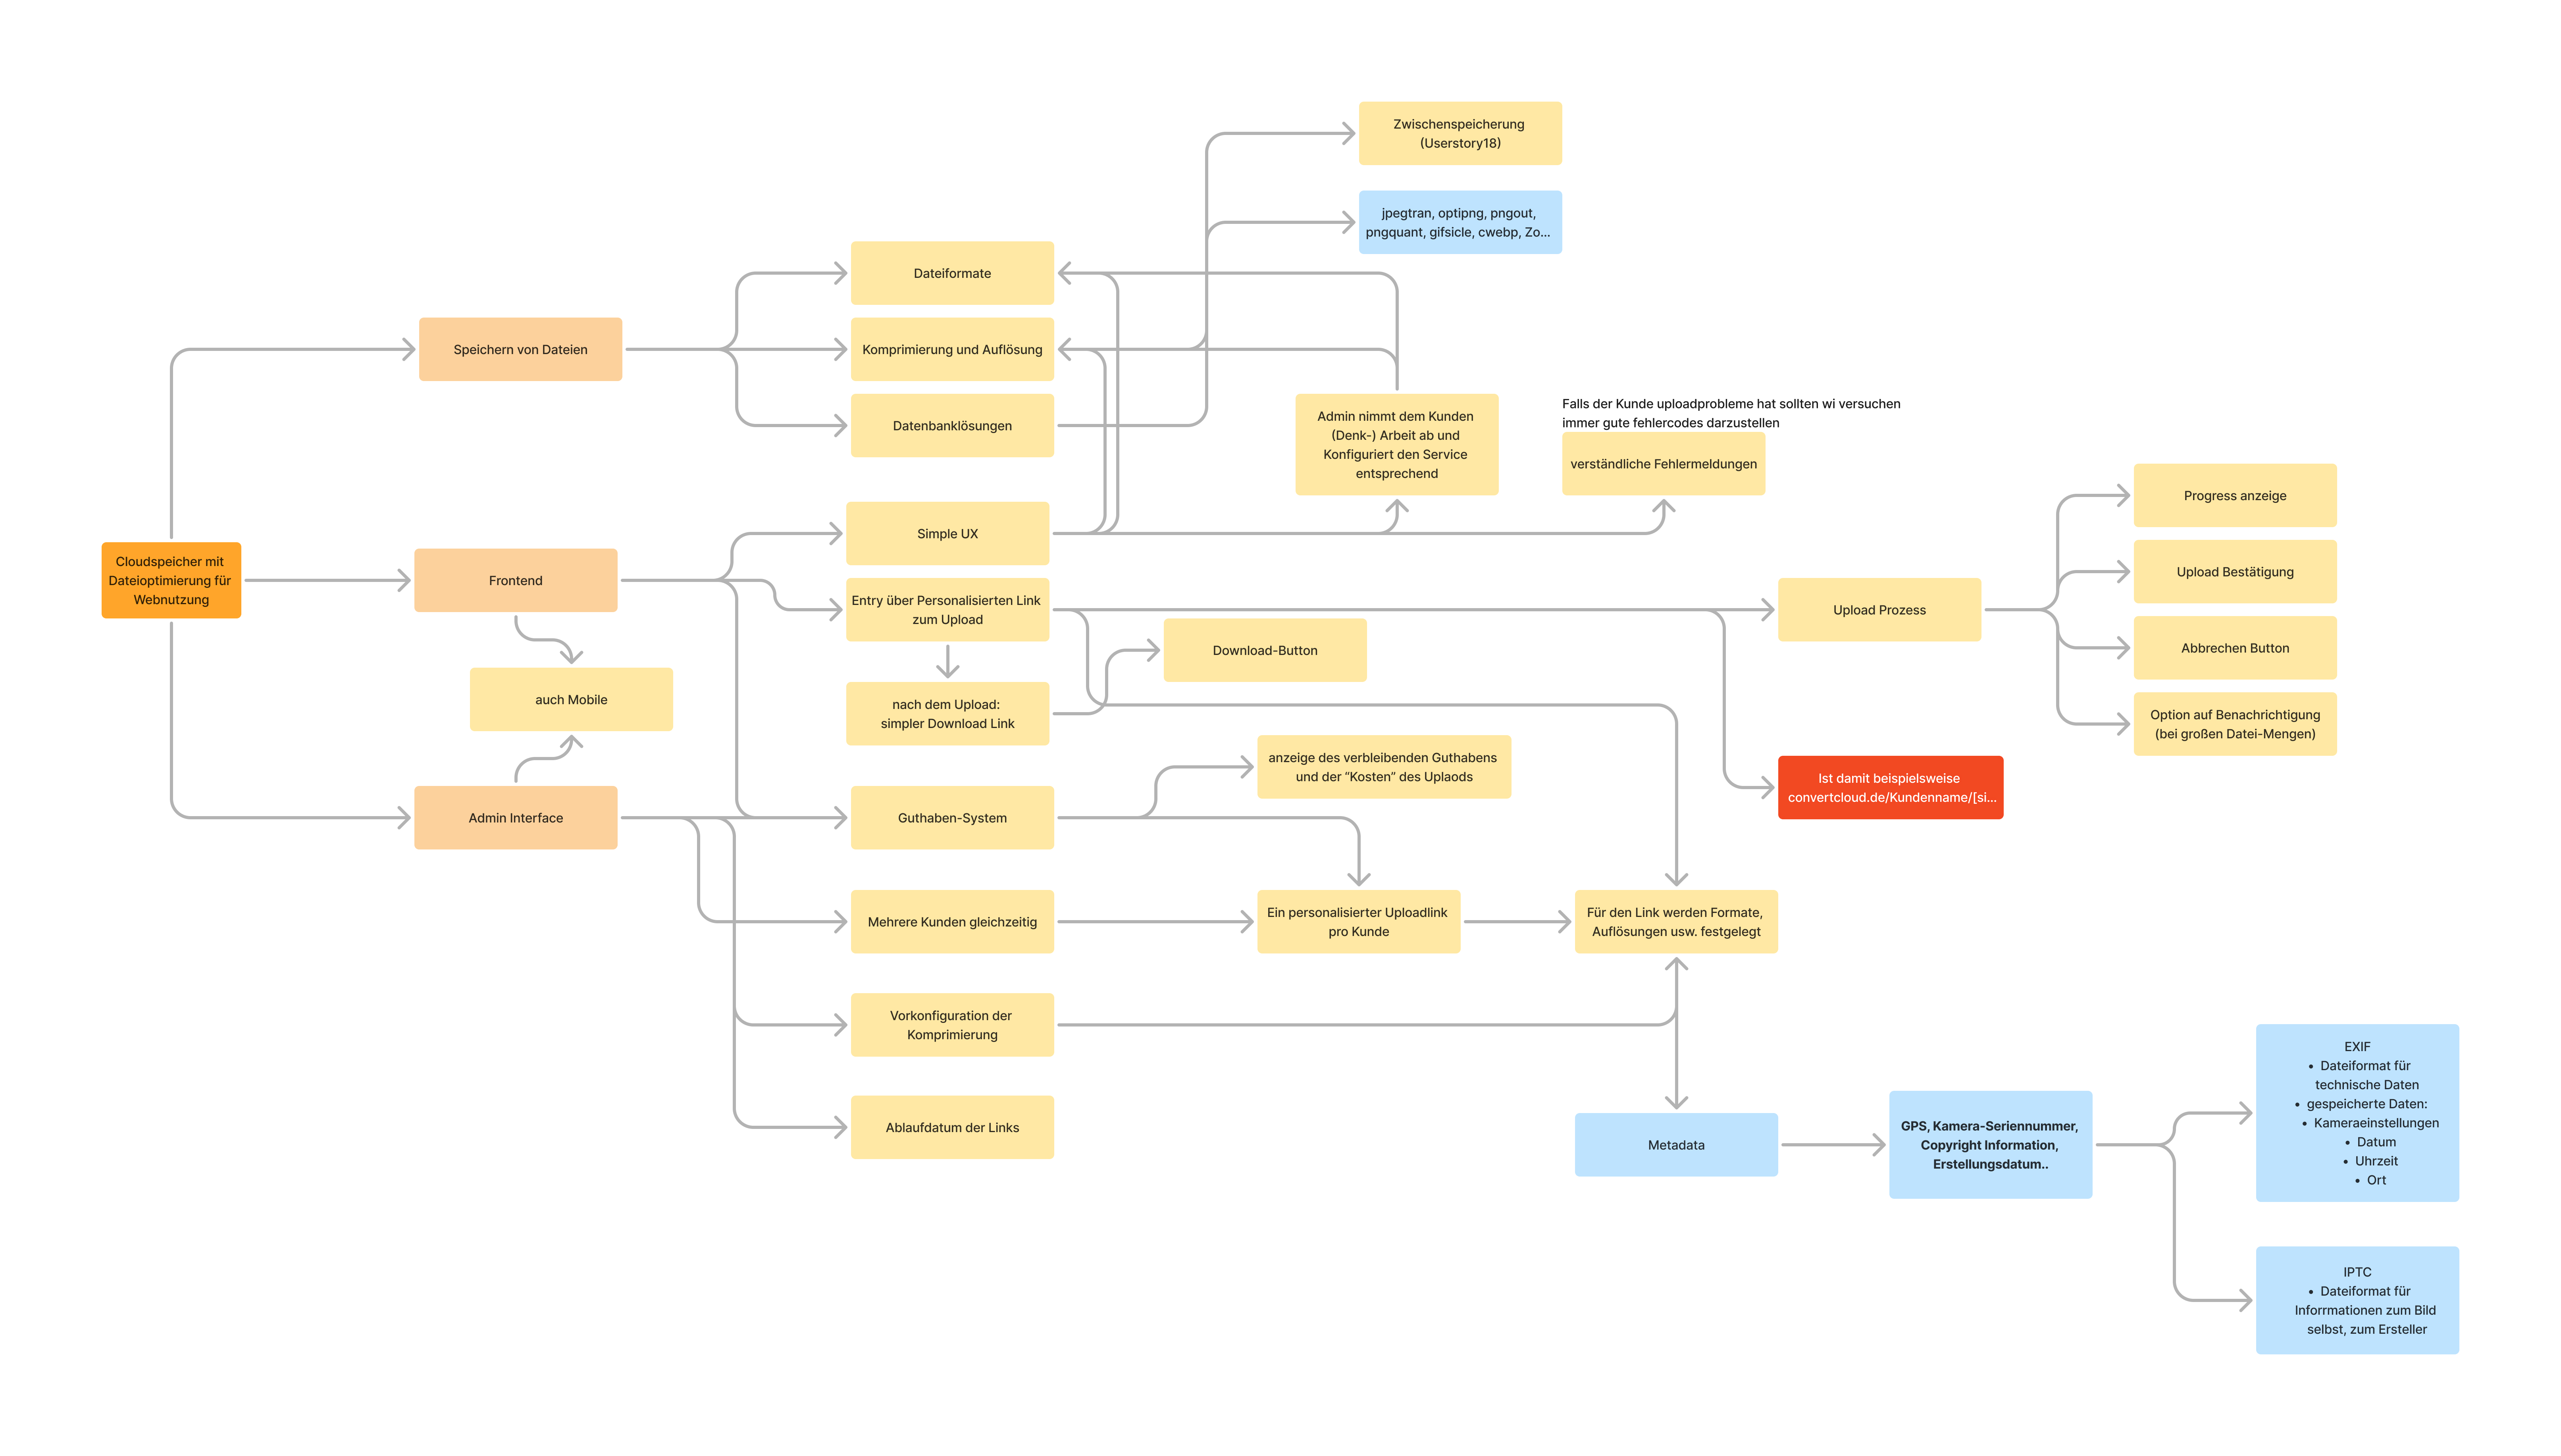 Zwischenspeicherung
(Userstory18)
jpegtran, optipng, pngout,
pngquant, gifsicle, cwebp, Zo...
Dateiformate
Speichern von Dateien
Komprimierung und Auflösung
Datenbanklösungen
Admin nimmt dem Kunden
(Denk-) Arbeit ab und
Konfiguriert den Service
entsprechend
Falls der Kunde uploadprobleme hat sollten wi versuchen
immer gute fehlercodes darzustellen
verständliche Fehlermeldungen
Progress anzeige
Simple UX
Cloudspeicher mit
Dateioptimierung für
Webnutzung
Frontend
Upload Bestätigung
Entry über Personalisierten Link
zum Upload
Upload Prozess
Download-Button
Abbrechen Button
auch Mobile
nach dem Upload:
simpler Download Link
Option auf Benachrichtigung
(bei großen Datei-Mengen)
anzeige des verbleibenden Guthabens
und der “Kosten” des Uplaods
Ist damit beispielsweise
convertcloud.de/Kundenname/[si...
Admin Interface
Guthaben-System
Mehrere Kunden gleichzeitig
Ein personalisierter Uploadlink
pro Kunde
Für den Link werden Formate,
Auflösungen usw. festgelegt
Vorkonfiguration der
Komprimierung
Ablaufdatum der Links
Metadata
GPS, Kamera-Seriennummer,
Copyright Information,
Erstellungsdatum..
EXIF
• Dateiformat für
technische Daten
• gespeicherte Daten:
• Kameraeinstellungen
• Datum
• Uhrzeit
• Ort
IPTC
• Dateiformat für
Inforrmationen zum Bild
selbst, zum Ersteller